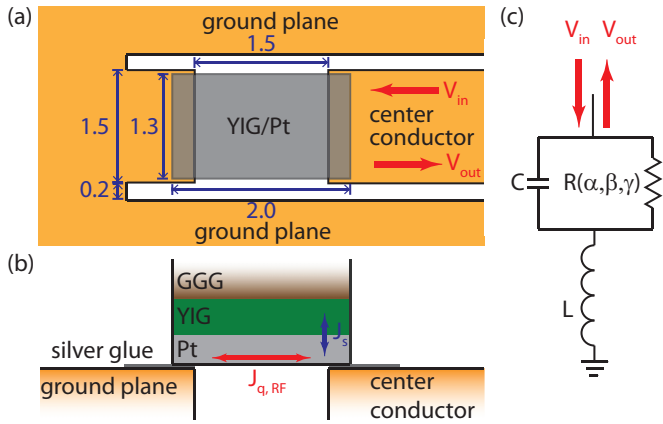 (a)
ground plane
1.5
1.5
1.3
YIG/Pt
V_in
center
conductor
V_out
0.2
2.0
ground plane
(b)
GGG
YIG
J_s
silver glue
Pt
ground plane
J_q, RF
center
conductor
(c)
V_in
V_out
C
R(α,β,γ)
L